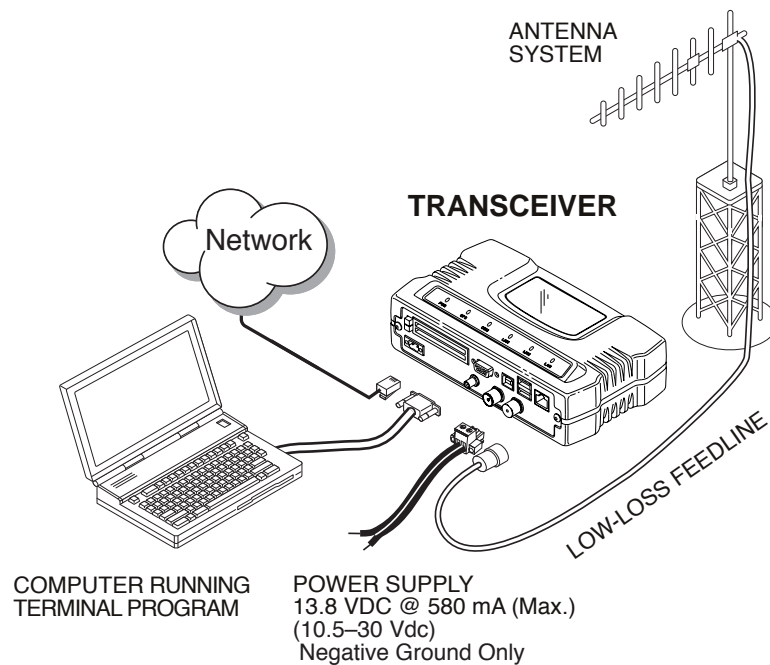 ANTENNA
SYSTEM
TRANSCEIVER
Network
LOW-LOSS FEEDLINE
COMPUTER RUNNING
TERMINAL PROGRAM
POWER SUPPLY
13.8 VDC @ 580 mA (Max.)
(10.5–30 Vdc)
Negative Ground Only